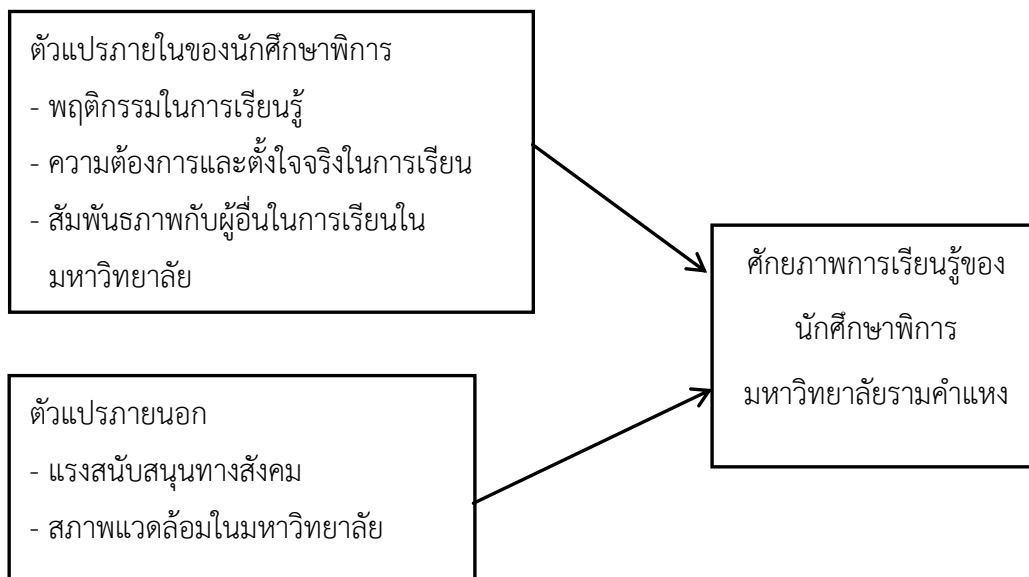 ตัวแปรภายในของนักศึกษาพิการ
- พฤติกรรมในการเรียนรู้
- ความต้องการและตั้งใจจริงในการเรียน
- สัมพันธภาพกับผู้อื่นในการเรียนใน
มหาวิทยาลัย
ศักยภาพการเรียนรู้ของ
นักศึกษาพิการ
มหาวิทยาลัยรามคำแหง
ตัวแปรภายนอก
- แรงสนับสนุนทางสังคม
- สภาพแวดล้อมในมหาวิทยาลัย